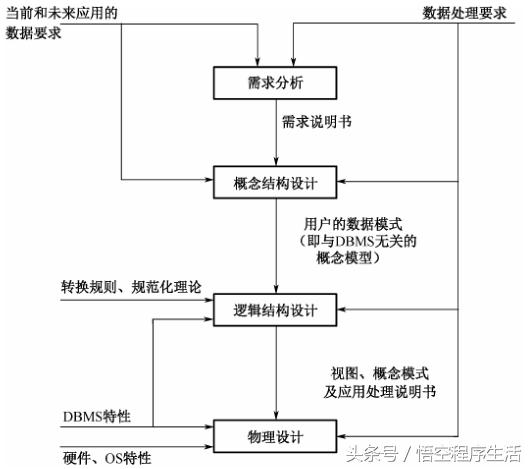 当前和未来应用的
数据要求
数据处理要求
需求分析
需求说明书
概念结构设计
用户的数据模式
（即与DBMS无关的
概念模型）
转换规则、规范化理论
逻辑结构设计
视图、概念模式
及应用处理说明书
DBMS特性
物理设计
硬件、OS特性
头条号 / 悟空程序生活